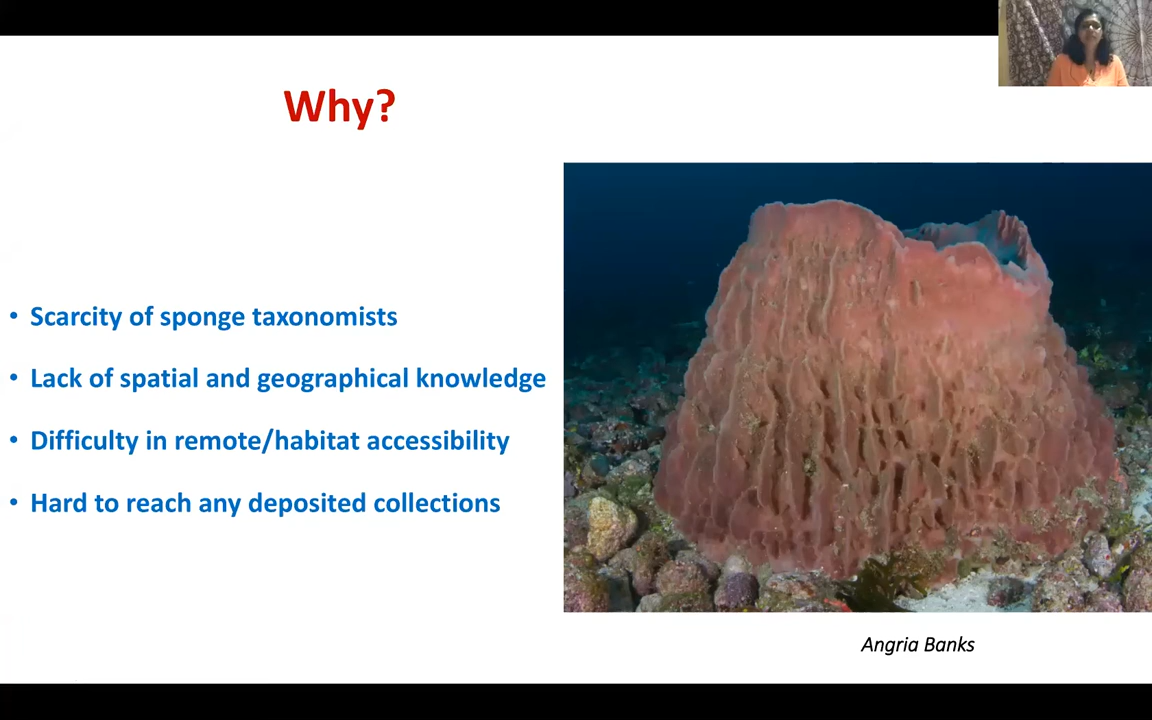 Why?
• Scarcity of sponge taxonomists
• Lack of spatial and geographical knowledge
• Difficulty in remote/habitat accessibility
• Hard to reach any deposited collections
Angria Banks